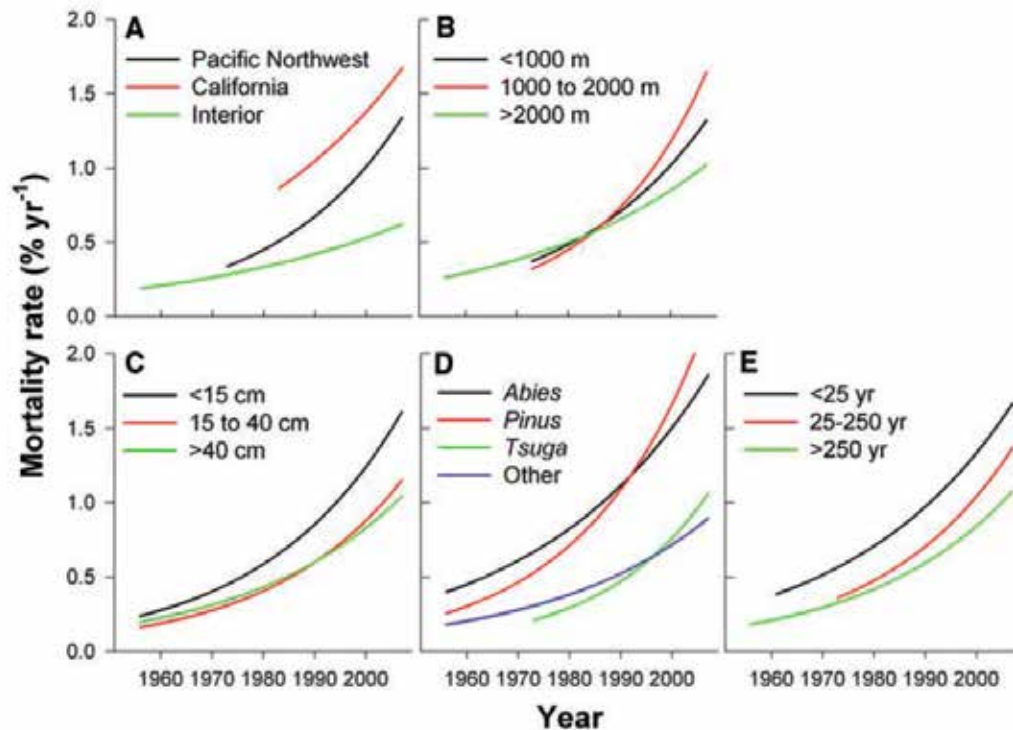 Mortality rate (% yr-1)
A
Pacific Northwest
California
Interior
2.0
1.5
1.0
0.5
0.0
B
<1000 m
1000 to 2000 m
>2000 m
C
<15 cm
15 to 40 cm
>40 cm
2.0
1.5
1.0
0.5
0.0
1960 1970 1980 1990 2000
D
Abies
Pinus
Tsuga
Other
1960 1970 1980 1990 2000
E
<25 yr
25-250 yr
>250 yr
1960 1970 1980 1990 2000
Year